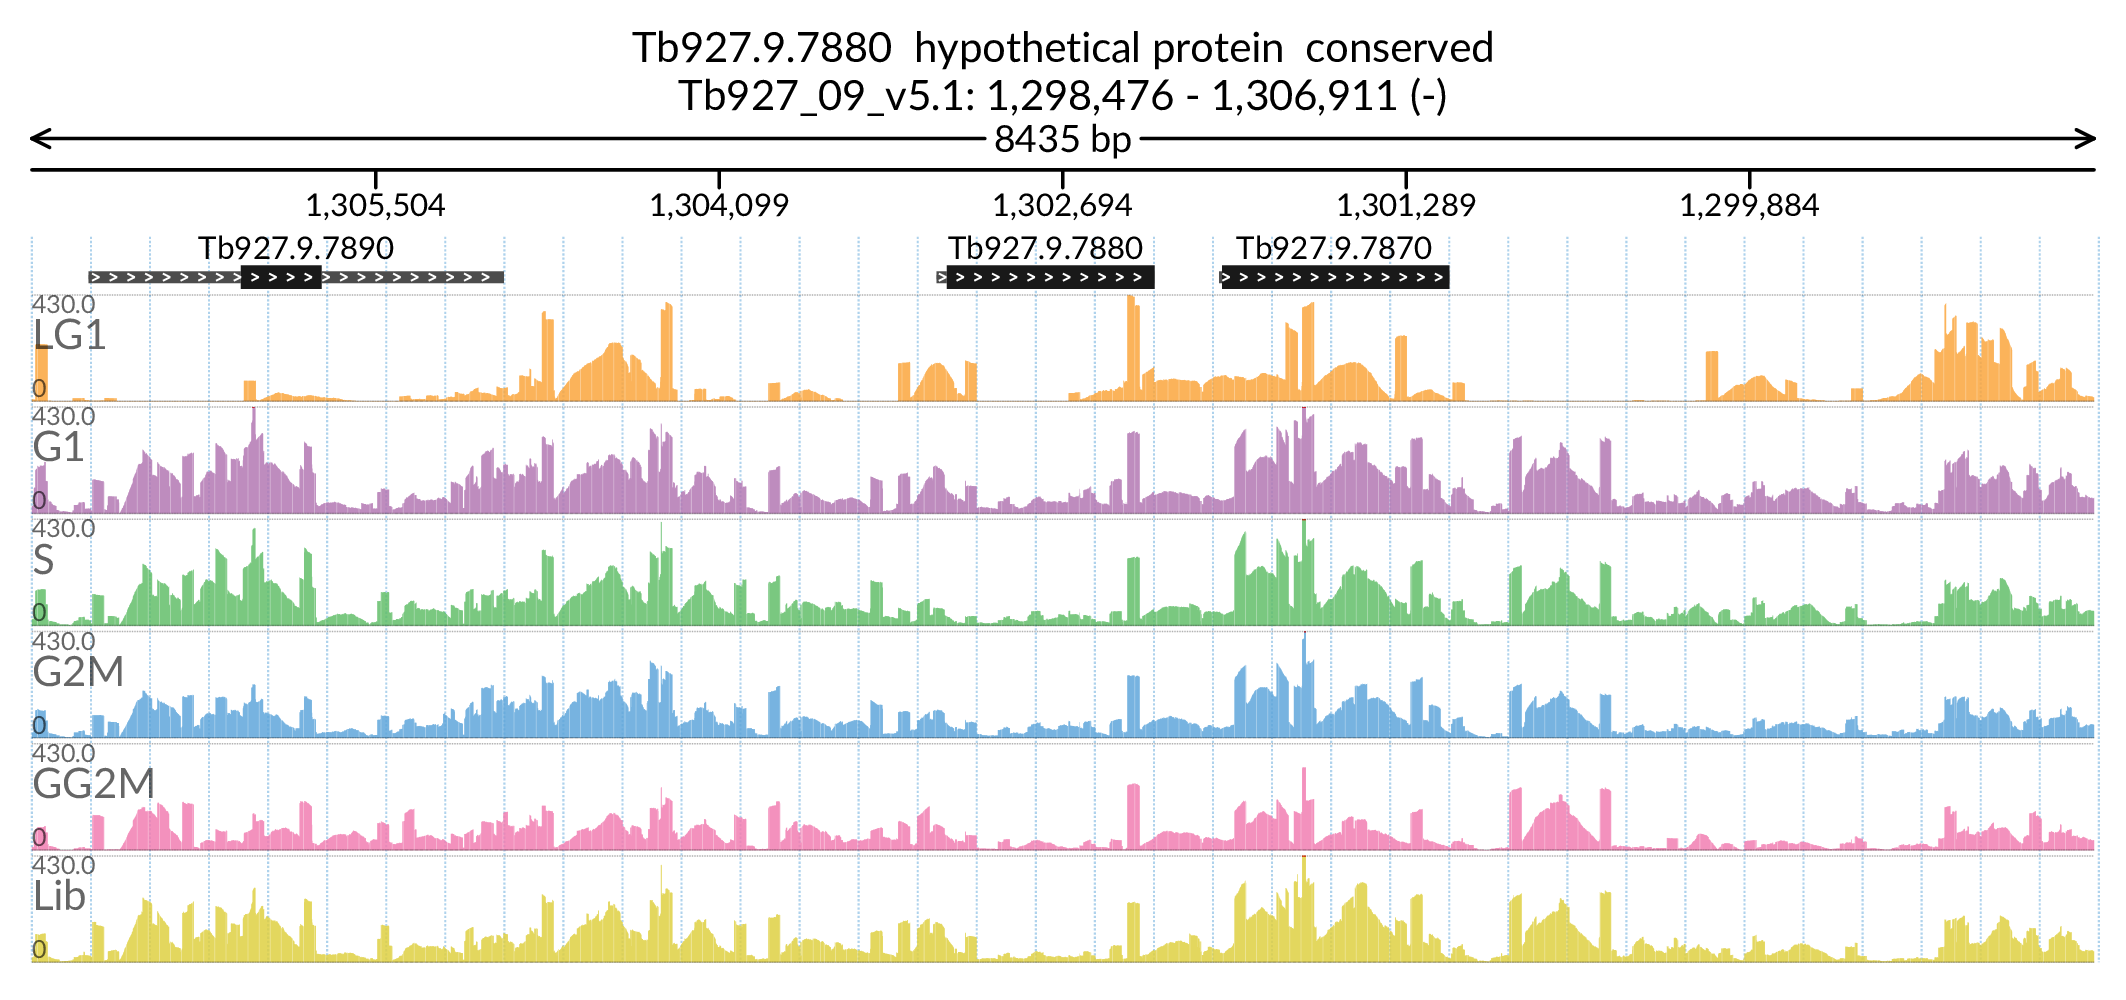 Tb927.9.7880  hypothetical protein  conserved
Tb927_09_v5.1: 1,298,476 - 1,306,911 (-)
8435 bp
1,305,504 1,304,099 1,302,694 1,301,289 1,299,884
Tb927.9.7890 Tb927.9.7880 Tb927.9.7870
430.0
LG1
0
430.0
G1
0
430.0
S
0
430.0
G2M
0
430.0
GG2M
0
430.0
Lib
0